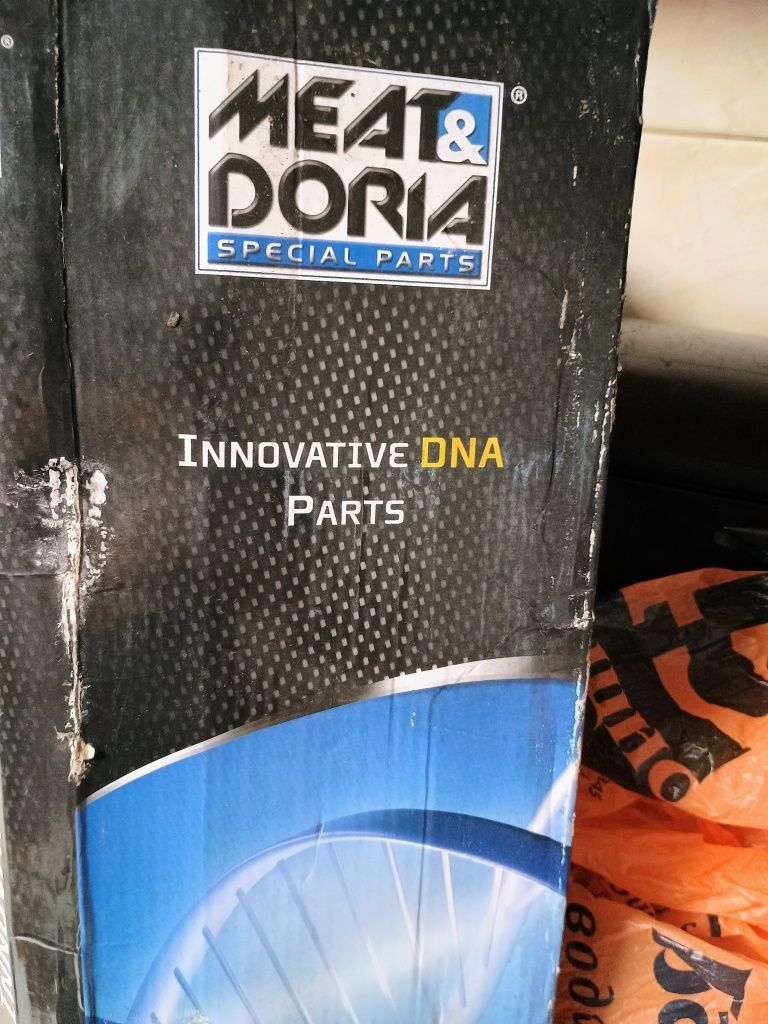 MEAT &
DORIA
SPECIAL PARTS
®
INNOVATIVE DNA
PARTS
®